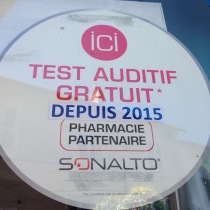 ici
TEST AUDITIF
GRATUIT*
DEPUIS 2015
PHARMACIE
PARTENAIRE
SONALTO